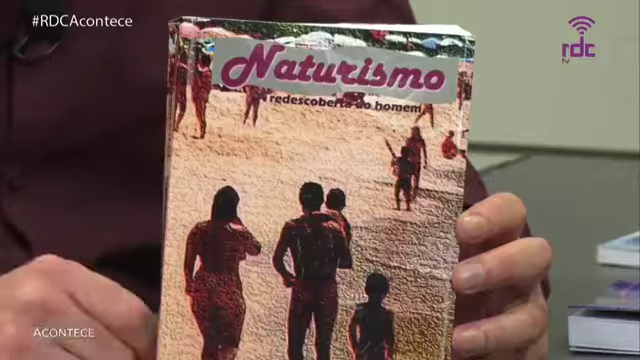 #RDCAcontece
rdc
tv
Naturismo
A redescoberta do homem
ACONTECE